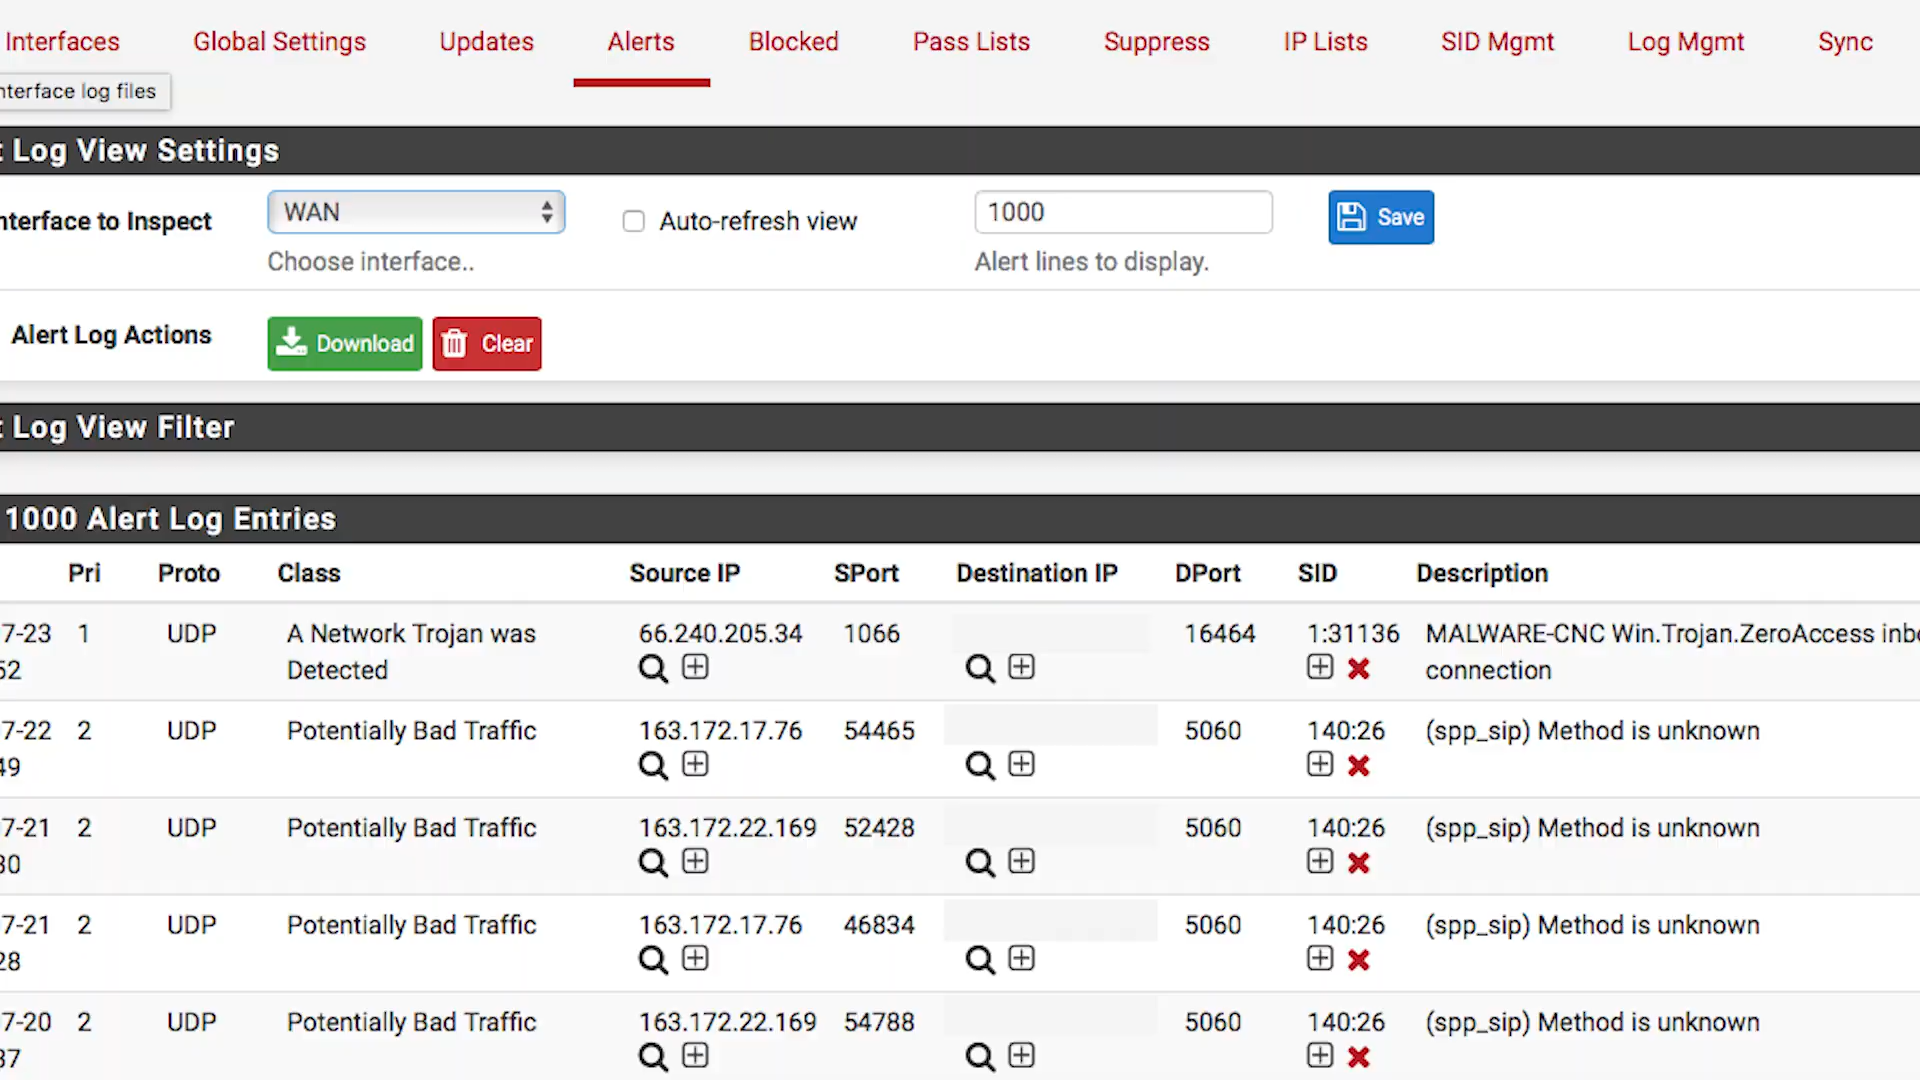 Interfaces Global Settings Updates Alerts Blocked Pass Lists Suppress IP Lists SID Mgmt Log Mgmt Sync
nterface log files
t Log View Settings
nterface to Inspect WAN Auto-refresh view 1000 Save
Choose interface.. Alert lines to display.
Alert Log Actions Download Clear
t Log View Filter
1000 Alert Log Entries
Pri Proto Class Source IP SPort Destination IP DPort SID Description
7-23 1 UDP A Network Trojan was 66.240.205.34 1066 16464 1:31136 MALWARE-CNC Win.Trojan.ZeroAccess inbo
52 Detected connection
7-22 2 UDP Potentially Bad Traffic 163.172.17.76 54465 5060 140:26 (spp_sip) Method is unknown
49
7-21 2 UDP Potentially Bad Traffic 163.172.22.169 52428 5060 140:26 (spp_sip) Method is unknown
30
7-21 2 UDP Potentially Bad Traffic 163.172.17.76 46834 5060 140:26 (spp_sip) Method is unknown
28
7-20 2 UDP Potentially Bad Traffic 163.172.22.169 54788 5060 140:26 (spp_sip) Method is unknown
37